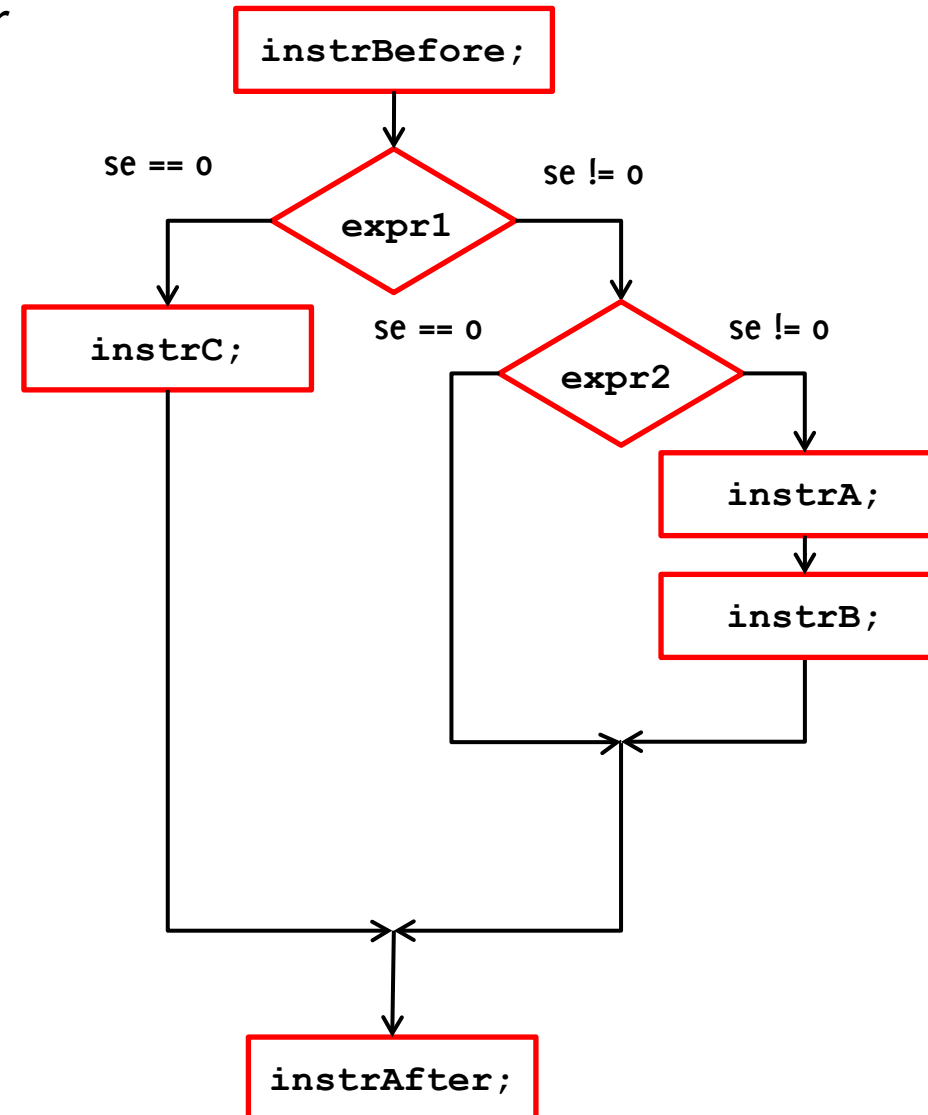 r
instrBefore;
se == 0
se != 0
expr1
instrC;
se == 0
se != 0
expr2
instrA;
instrB;
instrAfter;